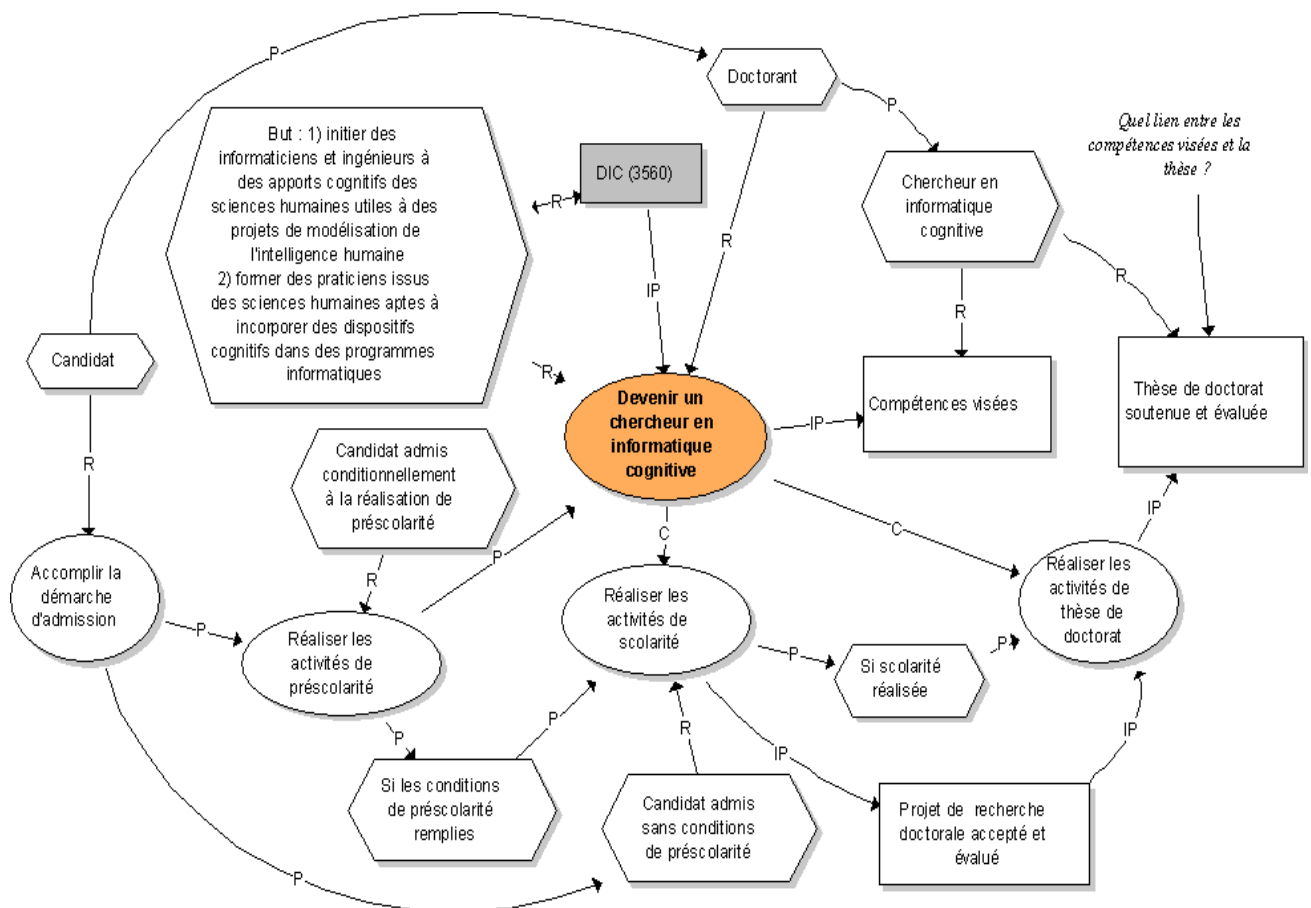 P
Doctorant
P
Quel lien entre les
compétences visées et la
thèse ?
But : 1) initier des
informaticiens et ingénieurs à
des apports cognitifs des
sciences humaines utiles à des
projets de modélisation de
l'intelligence humaine
2) former des praticiens issus
des sciences humaines aptes à
incorporer des dispositifs
cognitifs dans des programmes
informatiques
DIC (3560)
R
R
IP
Chercheur en
informatique
cognitive
R
R
Candidat
R
Devenir un
chercheur en
informatique
cognitive
IP
Compétences visées
Thèse de doctorat
soutenue et évaluée
R
Candidat admis
conditionnellement
à la réalisation de
préscolarité
P
C
C
IP
R
Accomplir la
démarche
d'admission
P
Réaliser les
activités de
préscolarité
Réaliser les
activités de
scolarité
P
Si scolarité
réalisée
P
Réaliser les
activités de
thèse de
doctorat
P
P
R
IP
IP
Si les conditions
de préscolarité
remplies
Candidat admis
sans conditions
de préscolarité
Projet de recherche
doctorale accepté et
évalué
P